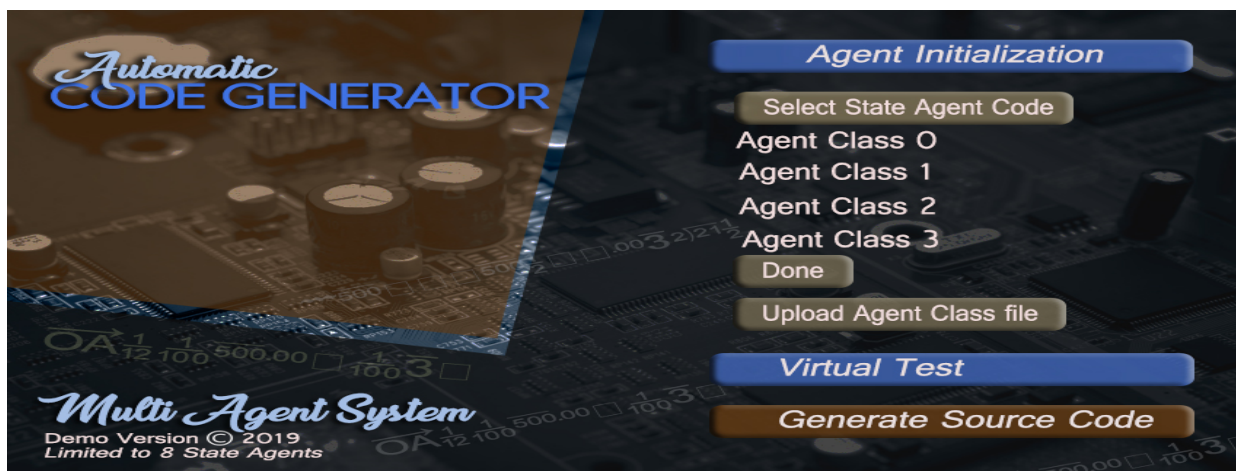 Automatic
CODE GENERATOR
Multi Agent System
Demo Version © 2019
Limited to 8 State Agents
Agent Initialization
Select State Agent Code
Agent Class 0
Agent Class 1
Agent Class 2
Agent Class 3
Done
Upload Agent Class file
Virtual Test
Generate Source Code